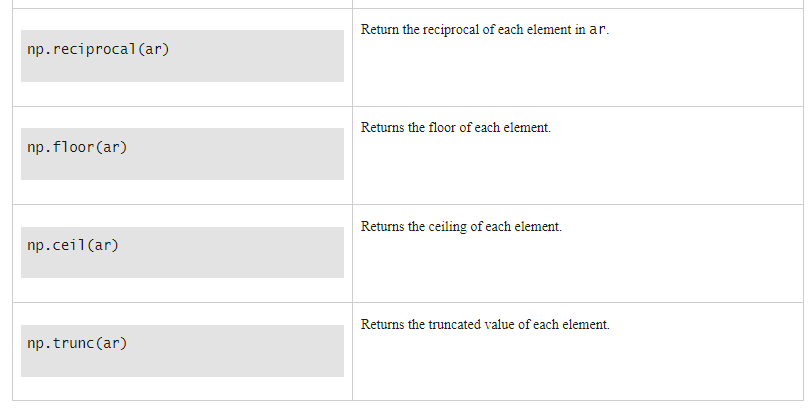 np.reciprocal(ar)
Return the reciprocal of each element in ar.
np.floor(ar)
Returns the floor of each element.
np.ceil(ar)
Returns the ceiling of each element.
np.trunc(ar)
Returns the truncated value of each element.